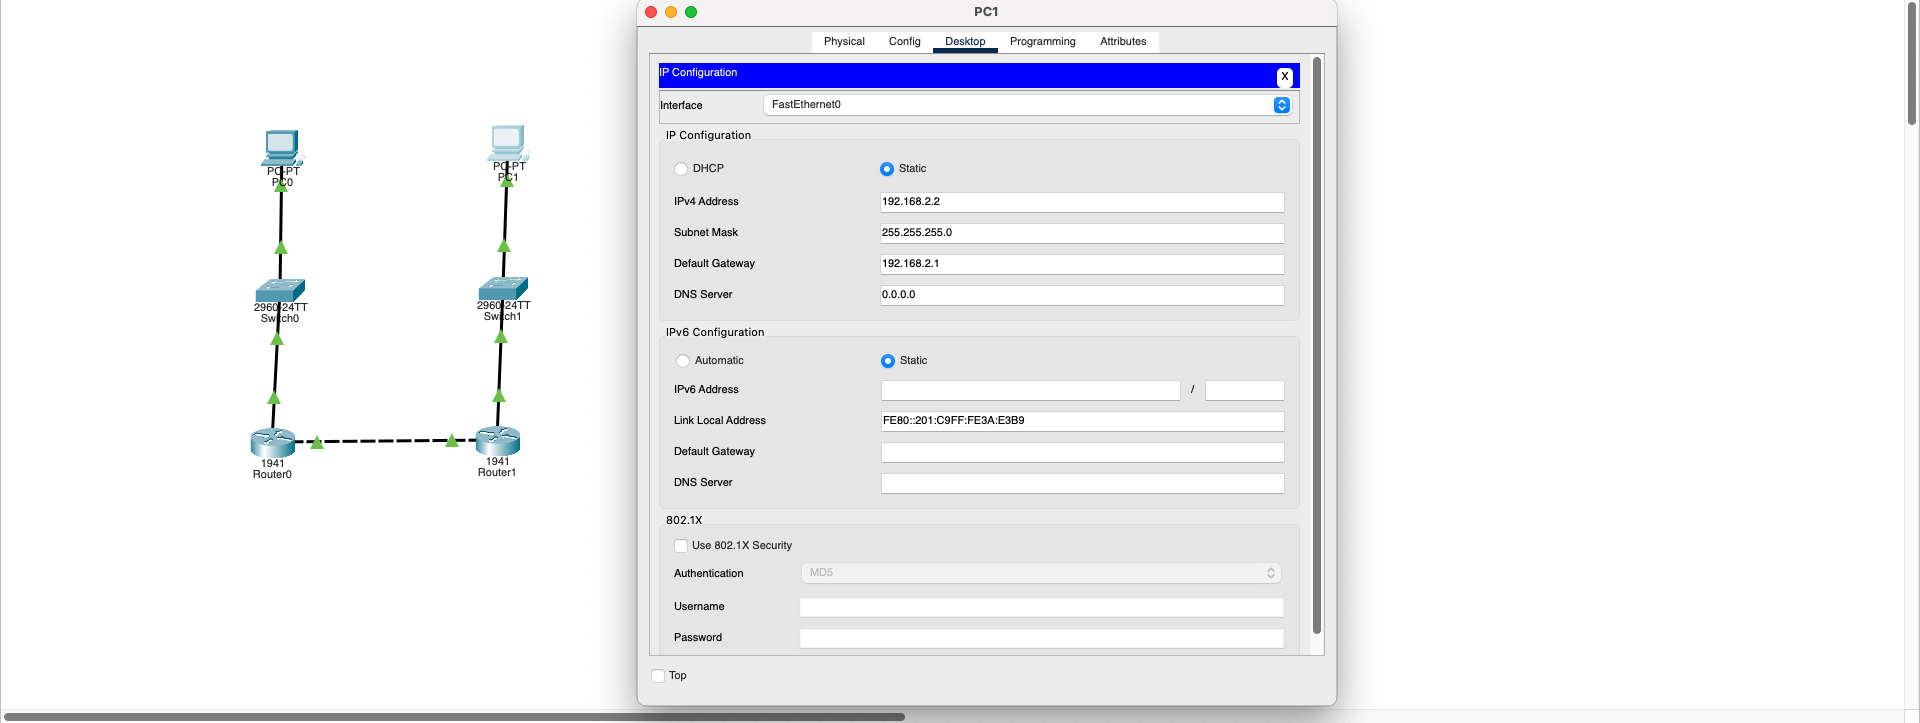 PC1
Physical Config Desktop Programming Attributes
IP Configuration X
Interface FastEthernet0
IP Configuration
DHCP Static
IPv4 Address 192.168.2.2
Subnet Mask 255.255.255.0
Default Gateway 192.168.2.1
DNS Server 0.0.0.0
IPv6 Configuration
Automatic Static
IPv6 Address /
Link Local Address FE80::201:C9FF:FE3A:E3B9
Default Gateway
DNS Server
802.1X
Use 802.1X Security
Authentication MD5
Username
Password
Top
PC-PT
PC0
PC-PT
PC1
2960-24TT
Switch0
2960-24TT
Switch1
1941
Router0
1941
Router1